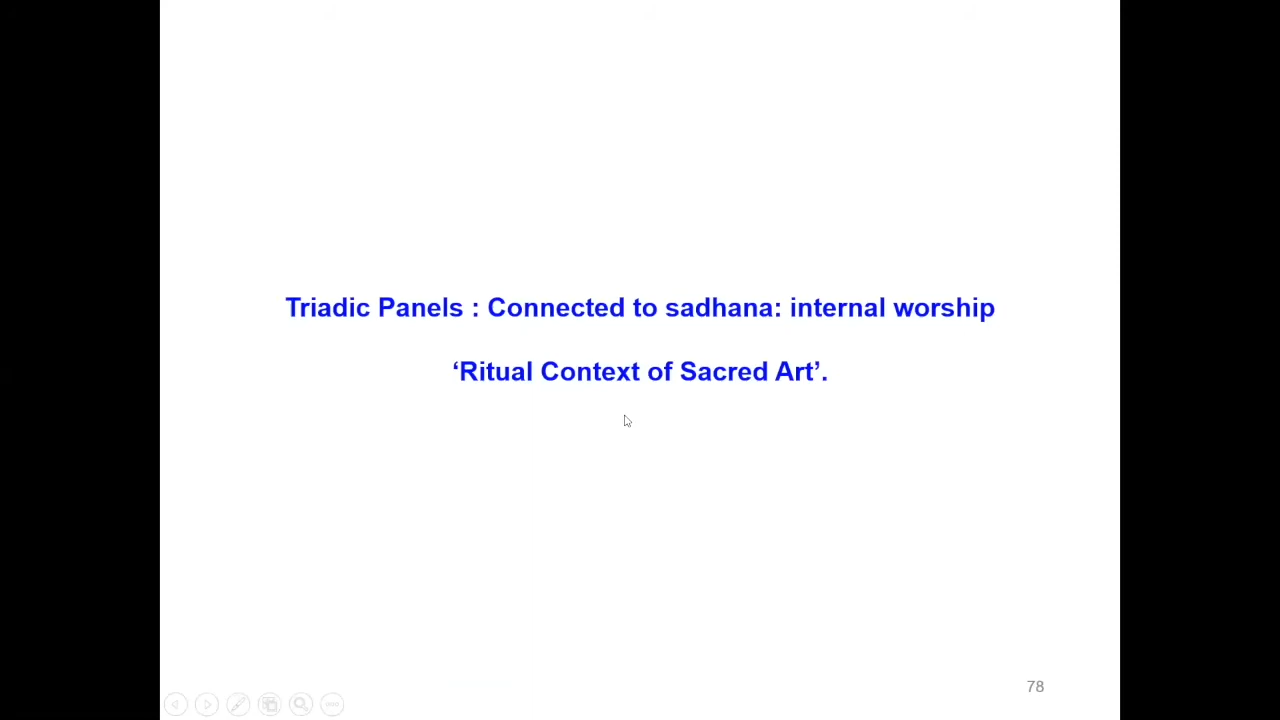 Triadic Panels : Connected to sadhana: internal worship
‘Ritual Context of Sacred Art’.
78